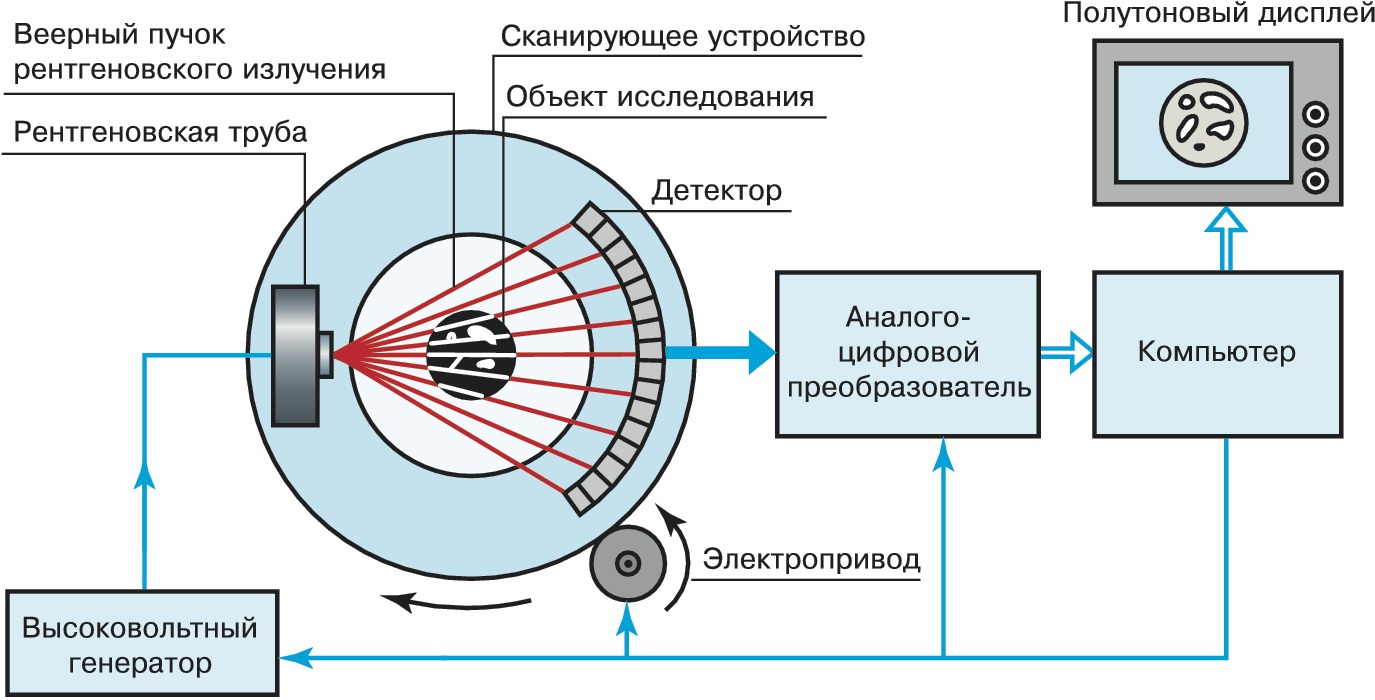 Веерный пучок
рентгеновского излучения
Рентгеновская труба
Сканирующее устройство
Объект исследования
Детектор
Полутоновый дисплей
Аналого-
цифровой
преобразователь
Компьютер
Электропривод
Высоковольтный
генератор